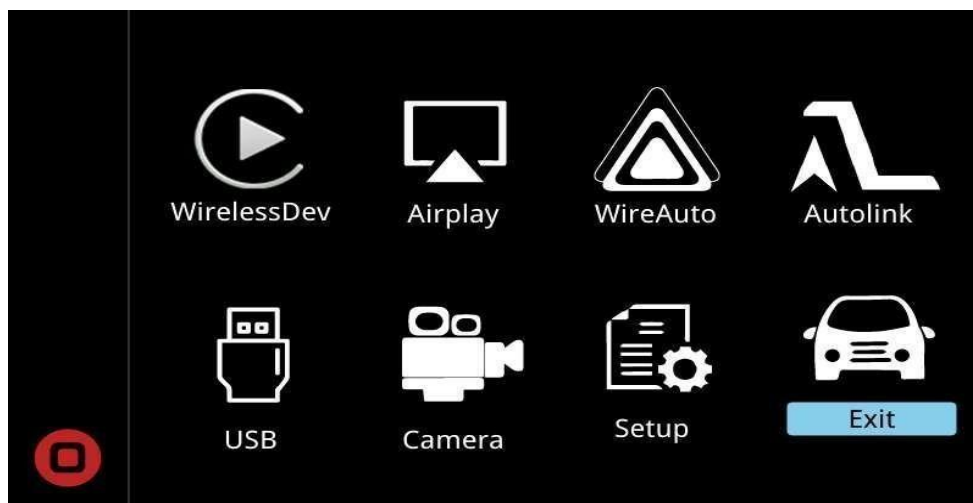 WirelessDev
Airplay
WireAuto
Autolink
USB
Camera
Setup
Exit